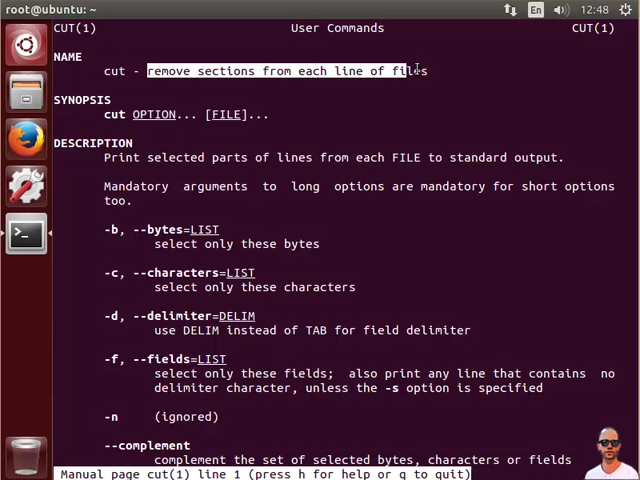 root@ubuntu: ~
En
12:48
CUT(1) User Commands CUT(1)
NAME
cut - remove sections from each line of files
SYNOPSIS
cut OPTION... [FILE]...
DESCRIPTION
Print selected parts of lines from each FILE to standard output.
Mandatory arguments to long options are mandatory for short options
too.
-b, --bytes=LIST
select only these bytes
-c, --characters=LIST
select only these characters
-d, --delimiter=DELIM
use DELIM instead of TAB for field delimiter
-f, --fields=LIST
select only these fields; also print any line that contains no
delimiter character, unless the -s option is specified
-n (ignored)
--complement
complement the set of selected bytes, characters or fields
Manual page cut(1) line 1 (press h for help or q to quit)